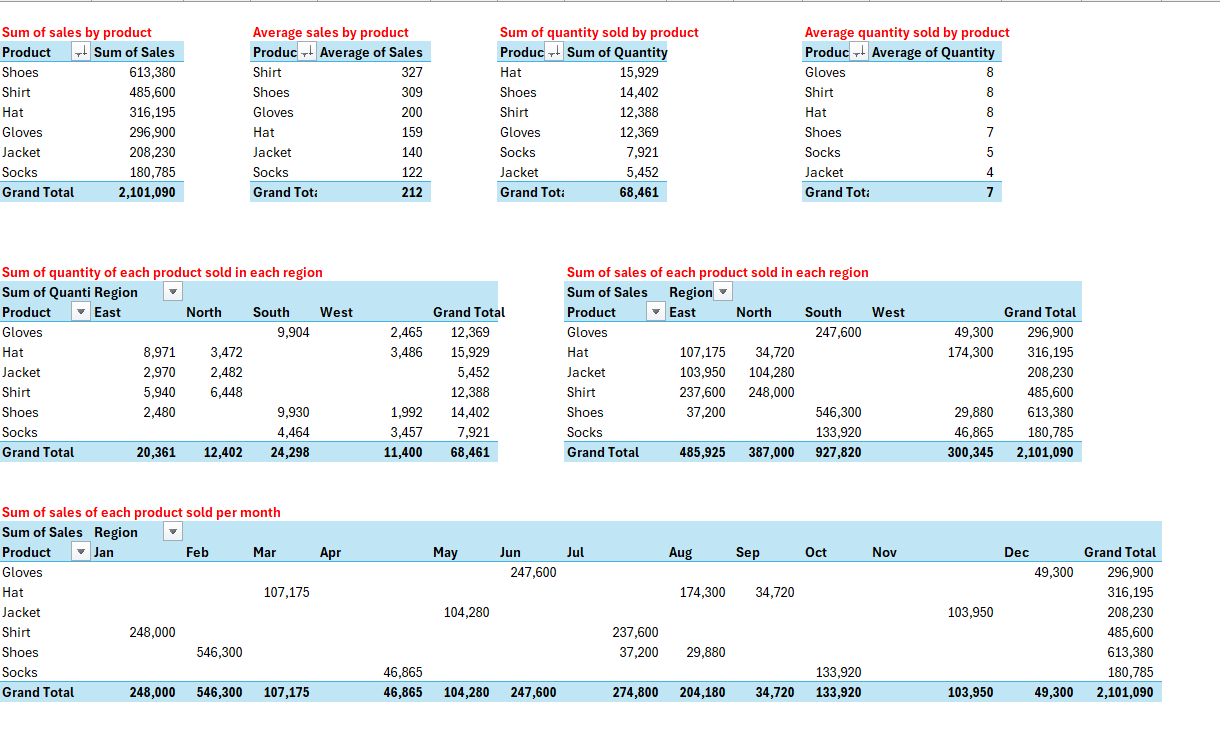 Sum of sales by product Average sales by product Sum of quantity sold by product Average quantity sold by product
Product Sum of Sales Produc Average of Sales Produc Sum of Quantity Produc Average of Quantity
Shoes 613,380 Shirt 327 Hat 15,929 Gloves 8
Shirt 485,600 Shoes 309 Shoes 14,402 Shirt 8
Hat 316,195 Gloves 200 Shirt 12,388 Hat 8
Gloves 296,900 Hat 159 Gloves 12,369 Shoes 7
Jacket 208,230 Jacket 140 Socks 7,921 Socks 5
Socks 180,785 Socks 122 Jacket 5,452 Jacket 4
Grand Total 2,101,090 Grand Tota 212 Grand Tota 68,461 Grand Tota 7
Sum of quantity of each product sold in each region Sum of sales of each product sold in each region
Sum of Quanti Region Sum of Sales Region
Product East North South West Grand Total Product East North South West Grand Total
Gloves 9,904 2,465 12,369 Gloves 247,600 49,300 296,900
Hat 8,971 3,472 3,486 15,929 Hat 107,175 34,720 174,300 316,195
Jacket 2,970 2,482 5,452 Jacket 103,950 104,280 208,230
Shirt 5,940 6,448 12,388 Shirt 237,600 248,000 485,600
Shoes 2,480 9,930 1,992 14,402 Shoes 37,200 546,300 29,880 613,380
Socks 4,464 3,457 7,921 Socks 133,920 46,865 180,785
Grand Total 20,361 12,402 24,298 11,400 68,461 Grand Total 485,925 387,000 927,820 300,345 2,101,090
Sum of sales of each product sold per month
Sum of Sales Region
Product Jan Feb Mar Apr May Jun Jul Aug Sep Oct Nov Dec Grand Total
Gloves 247,600 49,300 296,900
Hat 107,175 174,300 34,720 316,195
Jacket 104,280 103,950 208,230
Shirt 248,000 237,600 485,600
Shoes 546,300 37,200 29,880 613,380
Socks 46,865 133,920 180,785
Grand Total 248,000 546,300 107,175 46,865 104,280 247,600 274,800 204,180 34,720 133,920 103,950 49,300 2,101,090